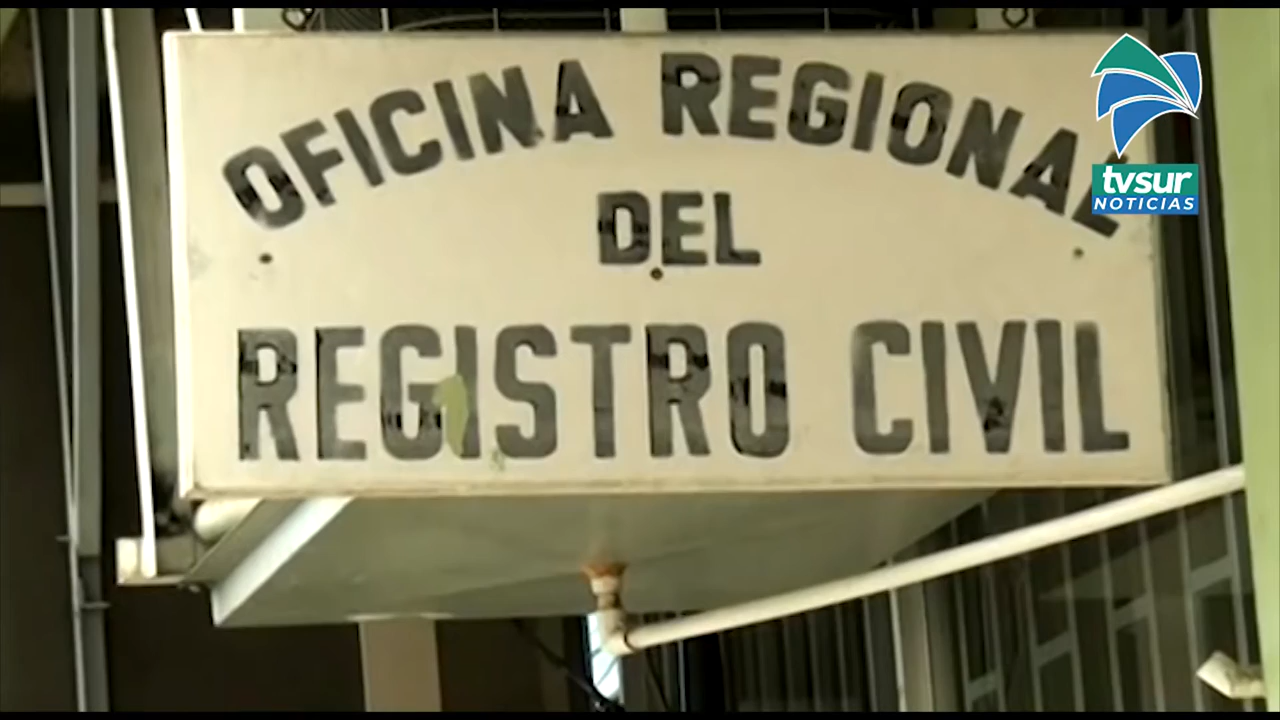 OFICINA REGIONAL
DEL
REGISTRO CIVIL
tvsur
NOTICIAS